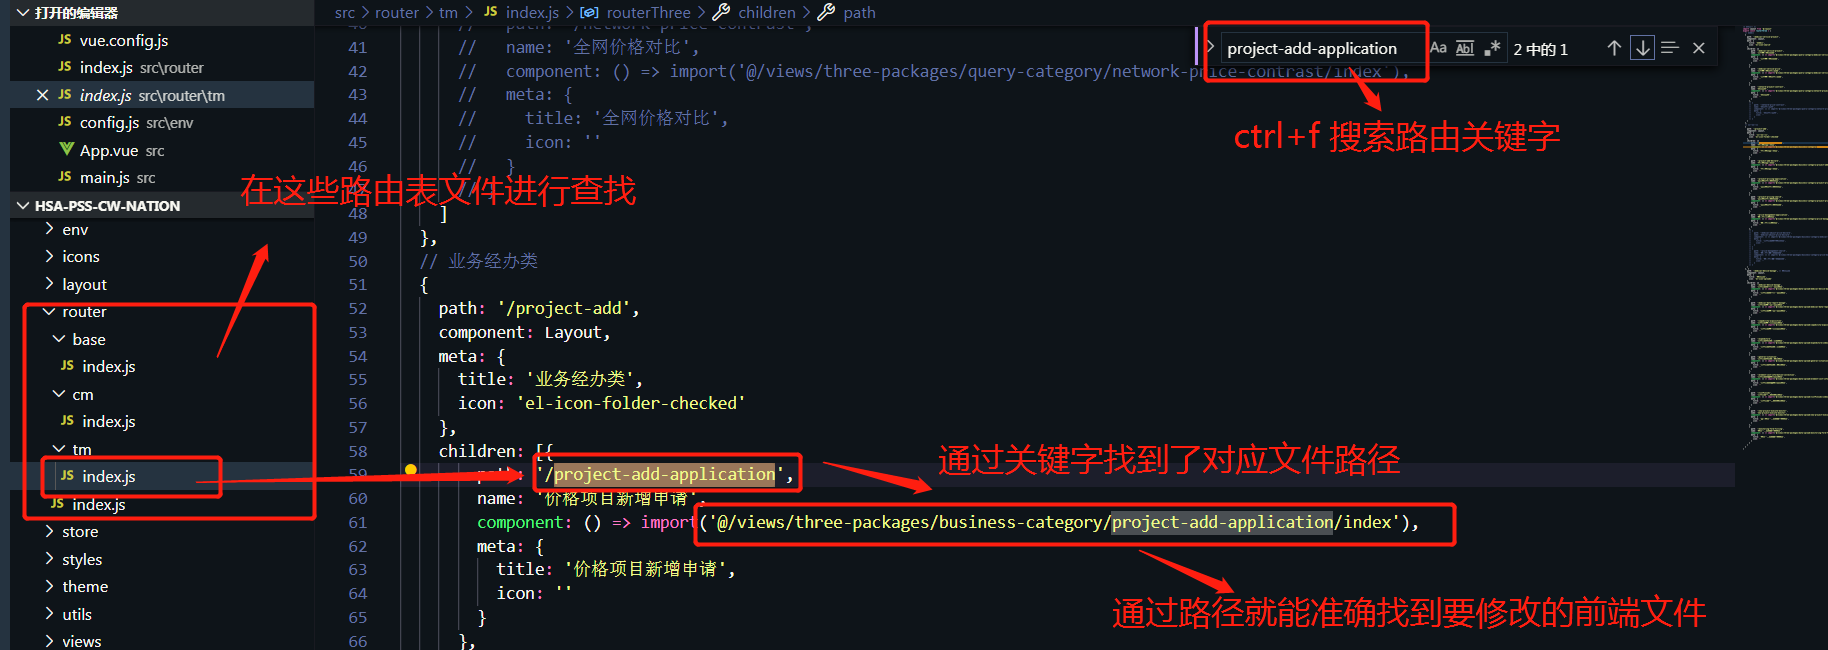 打开的编辑器
JS vue.config.js
JS index.js src\router
JS index.js src\router\tm
JS config.js src\env
App.vue src
JS main.js src
HSA-PSS-CW-NATION
env
icons
layout
router
base
JS index.js
cm
JS index.js
tm
JS index.js
JS index.js
store
styles
theme
utils
views
src > router > tm > JS index.js > routerThree > children > path
project-add-application
Aa Abl .* 2 中的 1
41 // name: '全网价格对比',
42 // component: () => import('@/views/three-packages/query-category/network-price-contrast/index'),
43 // meta: {
44 // title: '全网价格对比',
45 // icon: ''
46 // }
48 ]
49 },
50 // 业务经办类
51 {
52 path: '/project-add',
53 component: Layout,
54 meta: {
55 title: '业务经办类',
56 icon: 'el-icon-folder-checked'
57 },
58 children: [{
59 path: '/project-add-application',
60 name: '价格项目新增申请',
61 component: () => import('@/views/three-packages/business-category/project-add-application/index'),
62 meta: {
63 title: '价格项目新增申请',
64 icon: ''
65 }
66 },
ctrl+f 搜索路由关键字
在这些路由表文件进行查找
通过关键字找到了对应文件路径
通过路径就能准确找到要修改的前端文件